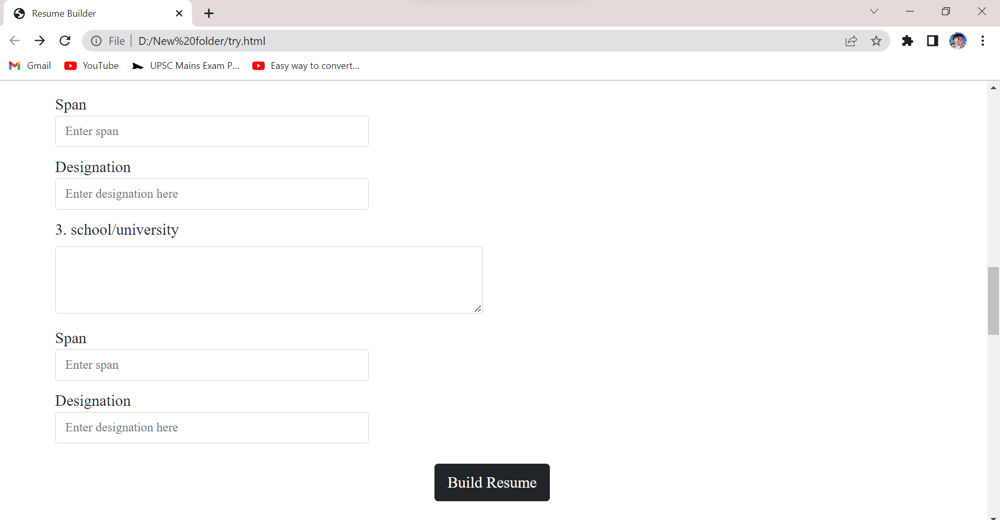 Resume Builder
File D:/New%20folder/try.html
Gmail YouTube UPSC Mains Exam P... Easy way to convert...
Span
Enter span
Designation
Enter designation here
3. school/university
Span
Enter span
Designation
Enter designation here
Build Resume